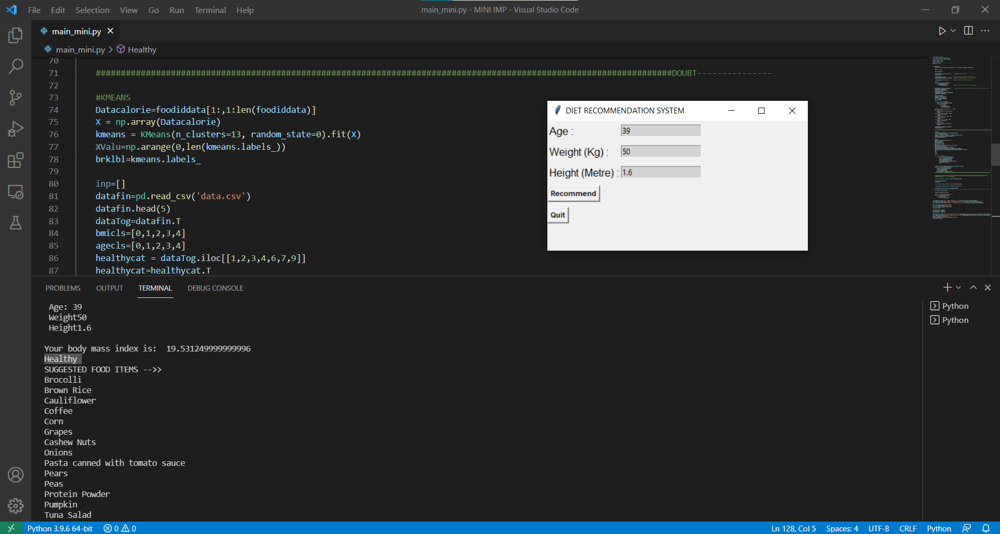 File Edit Selection View Go Run Terminal Help
main_mini.py - MINI IMP - Visual Studio Code
main_mini.py
main_mini.py > Healthy
70
71 ###################################################################################################################DOUBT---------------
72
73 #KMEANS
74 Datacalorie=foodiddata[1:,1:len(foodiddata)]
75 X = np.array(Datacalorie)
76 kmeans = KMeans(n_clusters=13, random_state=0).fit(X)
77 XValu=np.arange(0,len(kmeans.labels_))
78 brklbl=kmeans.labels_
79
80 inp=[]
81 datafin=pd.read_csv('data.csv')
82 datafin.head(5)
83 dataTog=datafin.T
84 bmicls=[0,1,2,3,4]
85 agecls=[0,1,2,3,4]
86 healthycat = dataTog.iloc[[1,2,3,4,6,7,9]]
87 healthycat=healthycat.T
DIET RECOMMENDATION SYSTEM
Age : 39
Weight (Kg) : 50
Height (Metre) : 1.6
Recommend
Quit
PROBLEMS OUTPUT TERMINAL DEBUG CONSOLE
Age: 39
Weight50
Height1.6
Your body mass index is:  19.531249999999996
Healthy
SUGGESTED FOOD ITEMS -->>
Brocolli
Brown Rice
Cauliflower
Coffee
Corn
Grapes
Cashew Nuts
Onions
Pasta canned with tomato sauce
Pears
Peas
Protein Powder
Pumpkin
Tuna Salad
Python
Python
Python 3.9.6 64-bit 0 0
Ln 128, Col 5 Spaces: 4 UTF-8 CRLF Python